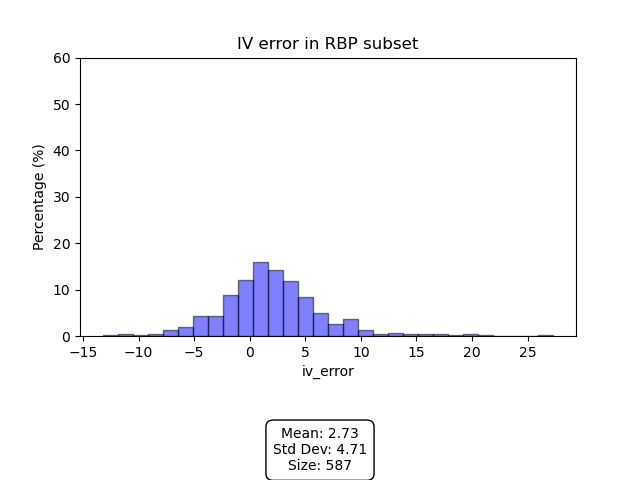 IV error in RBP subset
60
50
40
30
20
10
0
Percentage (%)
−15
−10
−5
0
5
10
15
20
25
iv_error
Mean: 2.73
Std Dev: 4.71
Size: 587